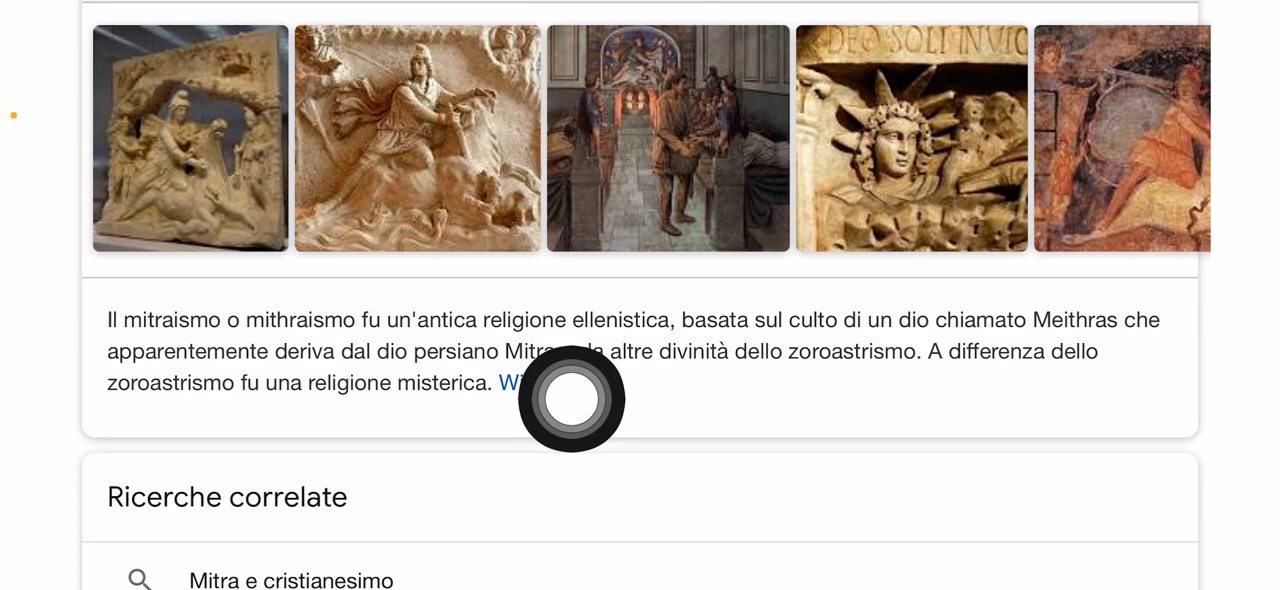 DEO SOLI INVIC
Il mitraismo o mithraismo fu un'antica religione ellenistica, basata sul culto di un dio chiamato Meithras che
apparentemente deriva dal dio persiano Mitra altre divinità dello zoroastrismo. A differenza dello
zoroastrismo fu una religione misterica.
Ricerche correlate
Mitra e cristianesimo